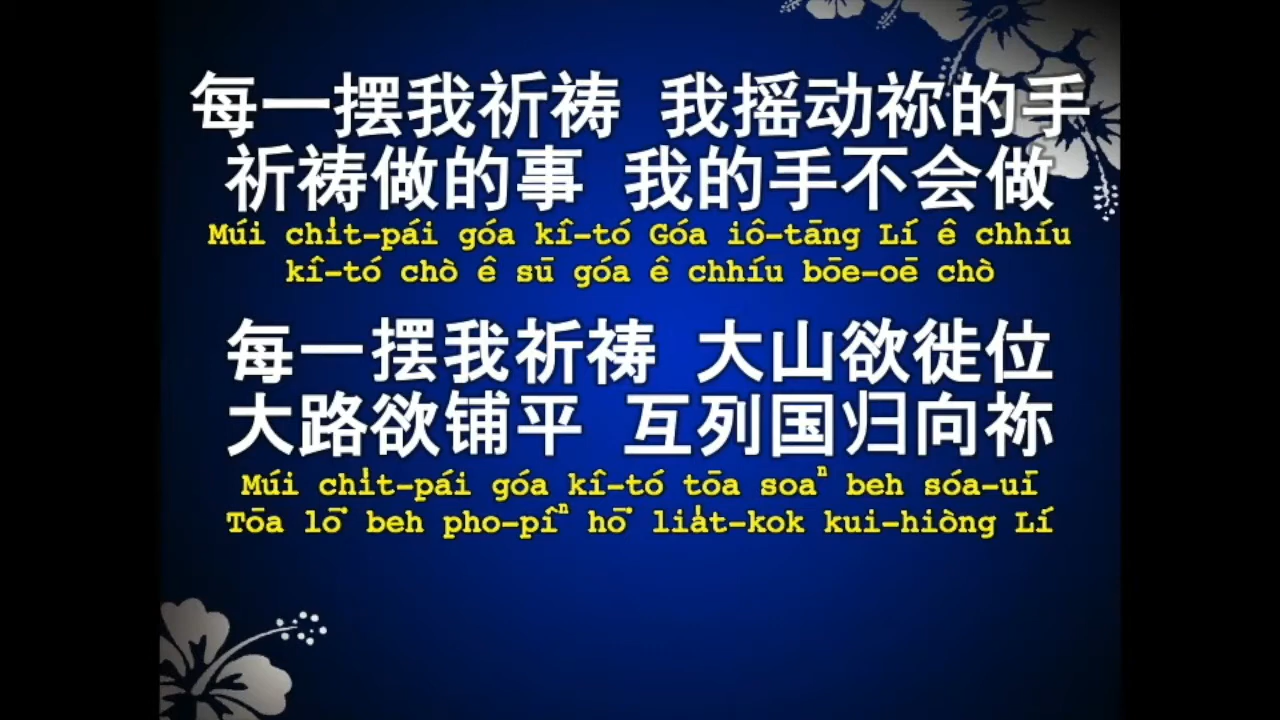 每一摆我祈祷 我摇动祢的手
祈祷做的事 我的手不会做
Múi chi̍t-pái góa kî-tó Góa iô-tāng Lí ê chhíu
kî-tó chò ê sū góa ê chhíu bōe-oē chò
每一摆我祈祷 大山欲徙位
大路欲铺平 互列国归向祢
Múi chi̍t-pái góa kî-tó tōa soaⁿ beh sóa-uī
Tōa lō͘ beh pho-pîⁿ hō͘ lia̍t-kok kui-hiòng Lí